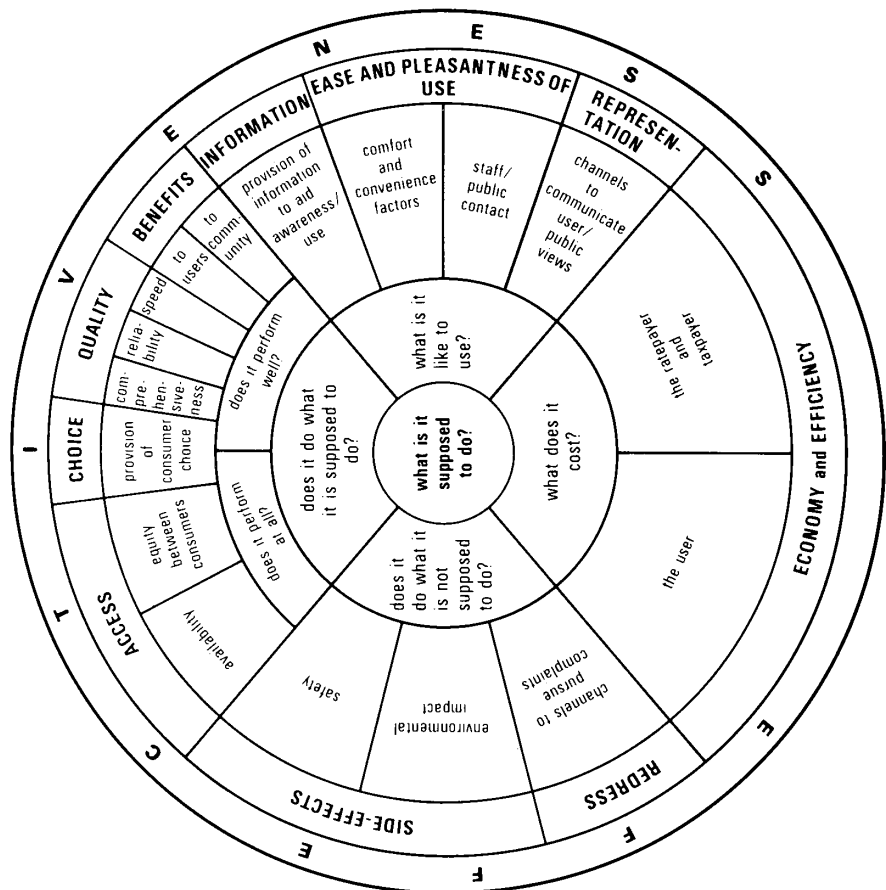 EFFECTIVENESS
EASE AND PLEASANTNESS OF
USE
REPRESEN-
TATION
ECONOMY and EFFICIENCY
REDRESS
SIDE-EFFECTS
ACCESS
CHOICE
QUALITY
BENEFITS
INFORMATION
comfort
and
convenience
factors
staff/
public
contact
channels
to
communicate
user/
public
views
the ratepayer
and
taxpayer
the user
channels to
pursue
complaints
environmental
impact
safety
availability
equity
between
consumers
provision
of
consumer
choice
com-
pre-
hen-
sive-
ness
relia-
bility
speed
to
users
to
comm-
unity
provision of
information
to aid
awareness/
use
does it perform
well?
does it perform
at all?
what is it
like to
use?
what does it
cost?
does it
do what it
is not
supposed
to do?
does it do what
it is supposed to
do?
what is it
supposed
to do?